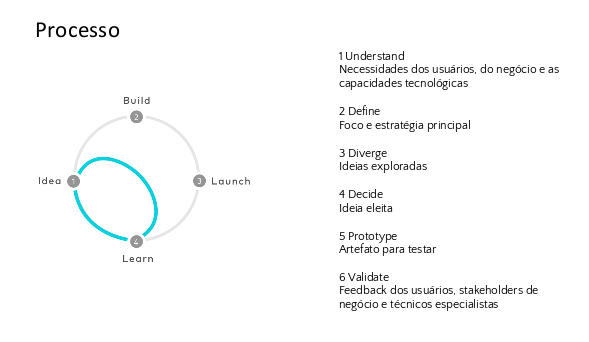 Processo
Build
2
Idea
1
3
Launch
4
Learn
1 Understand
Necessidades dos usuários, do negócio e as
capacidades tecnológicas
2 Define
Foco e estratégia principal
3 Diverge
Ideias exploradas
4 Decide
Ideia eleita
5 Prototype
Artefato para testar
6 Validate
Feedback dos usuários, stakeholders de
negócio e técnicos especialistas